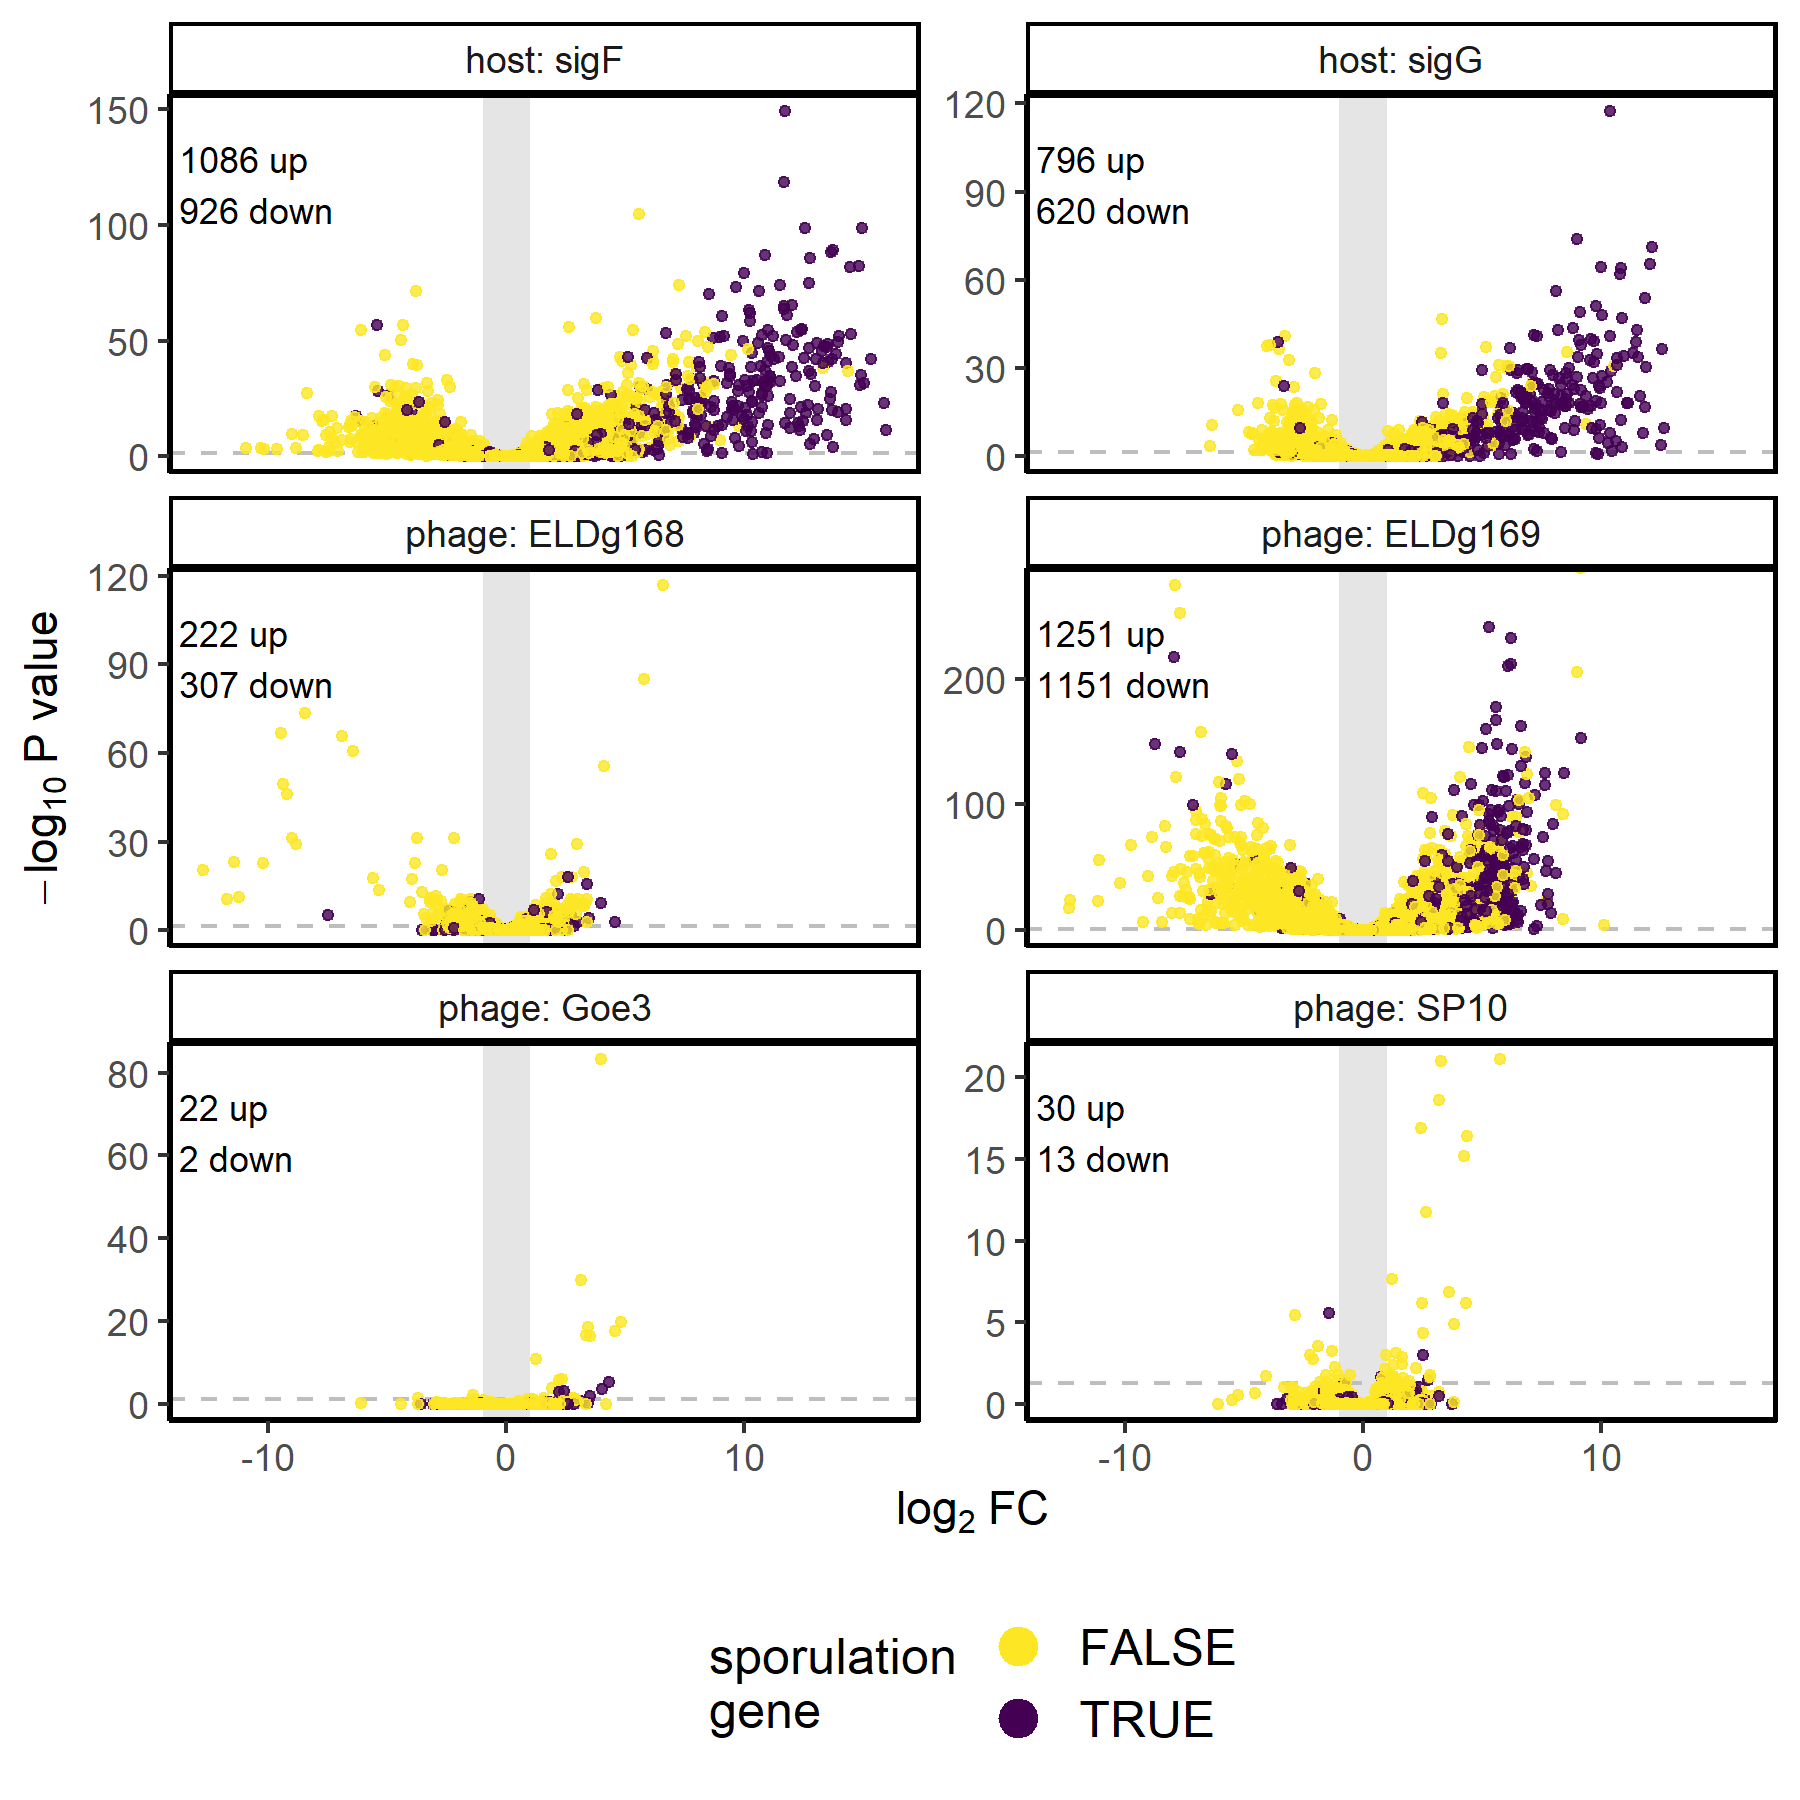 host: sigF
host: sigG
150
100
50
0
1086 up
926 down
120
90
60
30
0
796 up
620 down
phage: ELDg168
phage: ELDg169
120
90
60
30
0
222 up
307 down
200
100
0
1251 up
1151 down
phage: Goe3
phage: SP10
80
60
40
20
0
22 up
2 down
20
15
10
5
0
30 up
13 down
-10 0 10
-10 0 10
−log10 P value
log2 FC
sporulation
gene
FALSE
TRUE